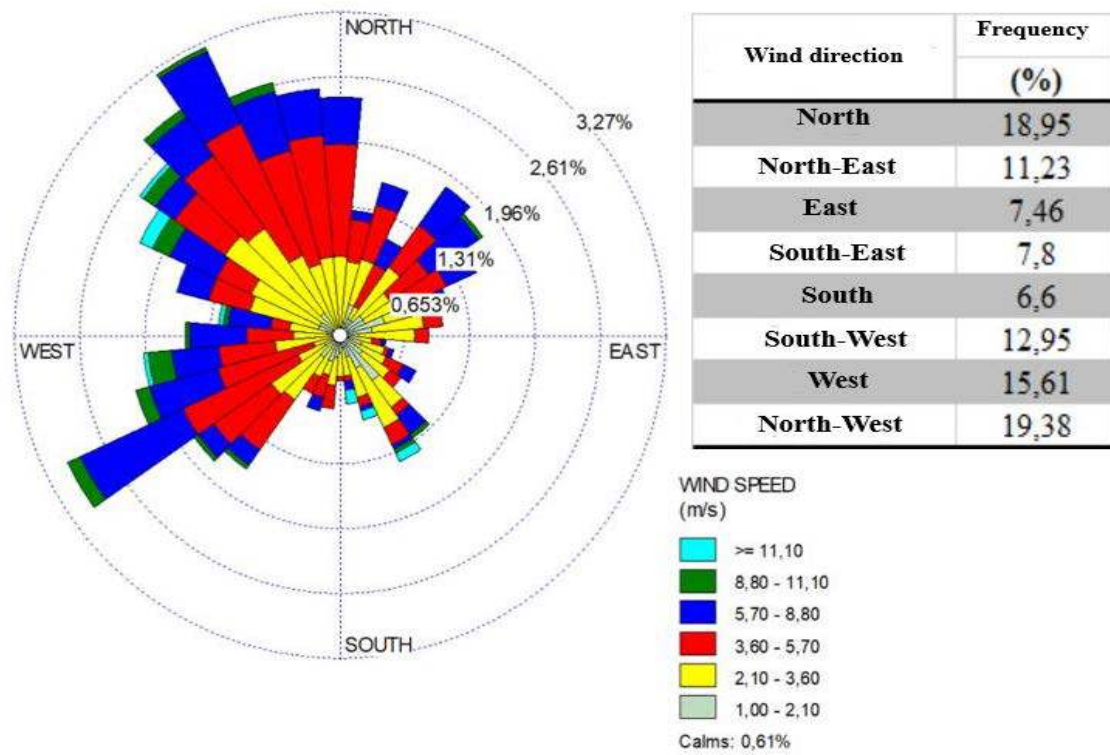 NORTH
3,27%
2,61%
1,96%
1,31%
0,653%
WEST
EAST
SOUTH
Wind direction Frequency
(%)
North 18,95
North-East 11,23
East 7,46
South-East 7,8
South 6,6
South-West 12,95
West 15,61
North-West 19,38
WIND SPEED
(m/s)
>= 11,10
8,80 - 11,10
5,70 - 8,80
3,60 - 5,70
2,10 - 3,60
1,00 - 2,10
Calms: 0,61%